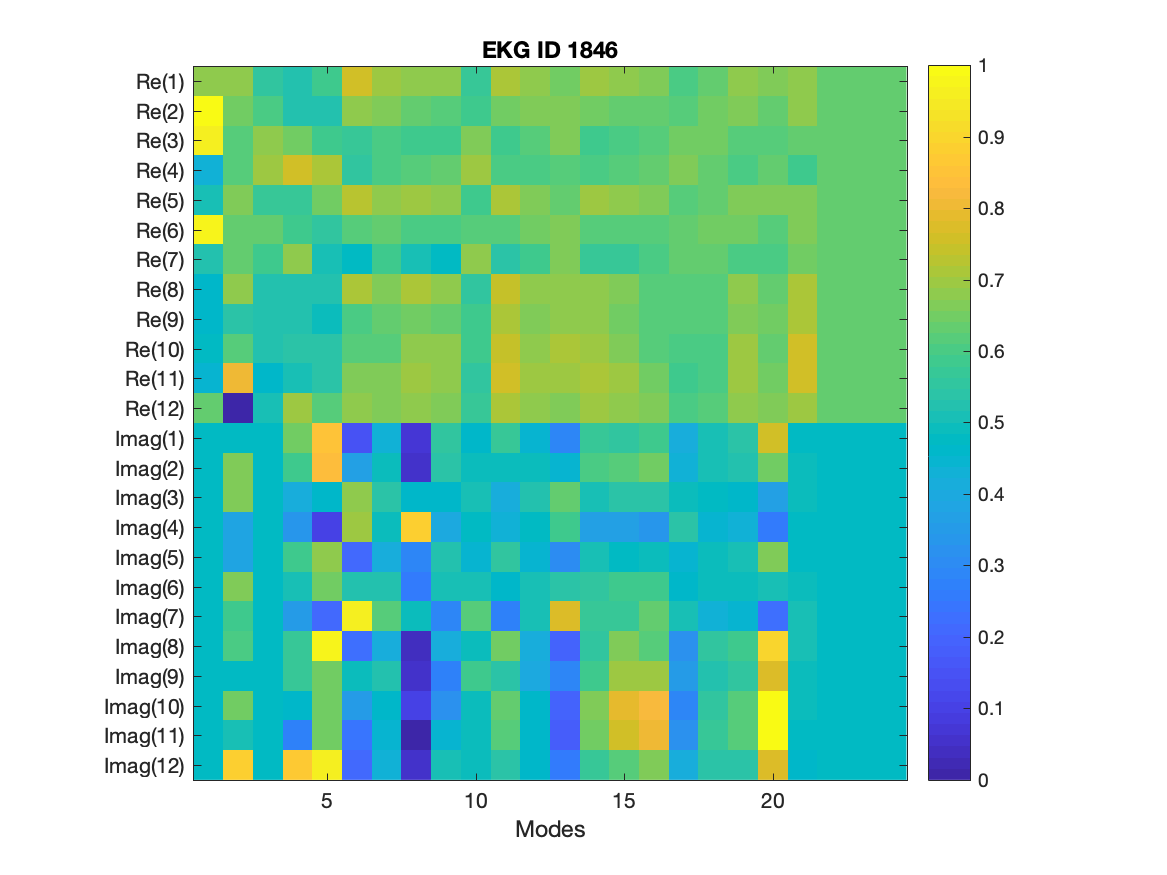 EKG ID 1846
Re(1)
Re(2)
Re(3)
Re(4)
Re(5)
Re(6)
Re(7)
Re(8)
Re(9)
Re(10)
Re(11)
Re(12)
Imag(1)
Imag(2)
Imag(3)
Imag(4)
Imag(5)
Imag(6)
Imag(7)
Imag(8)
Imag(9)
Imag(10)
Imag(11)
Imag(12)
5 10 15 20
Modes
1
0.9
0.8
0.7
0.6
0.5
0.4
0.3
0.2
0.1
0